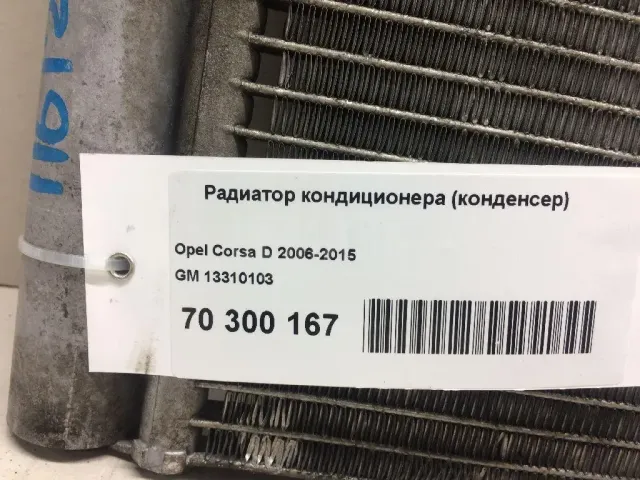 Радиатор кондиционера (конденсер)
Opel Corsa D 2006-2015
GM 13310103
70 300 167